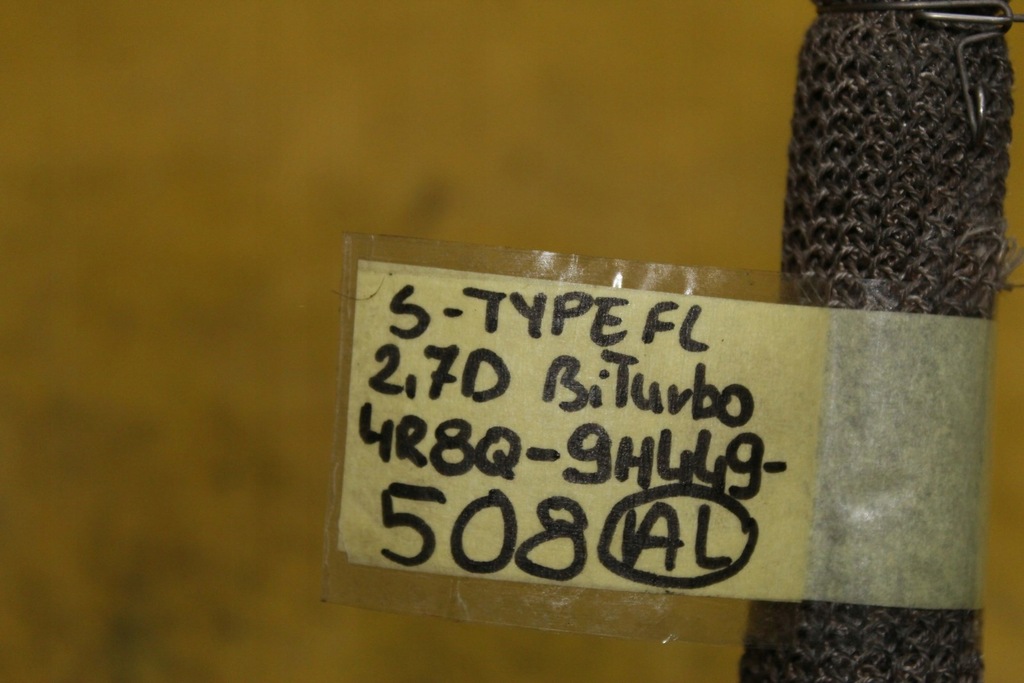 S-TYPE FL
2,7D BiTurbo
4R8Q-9H449-
508 AL